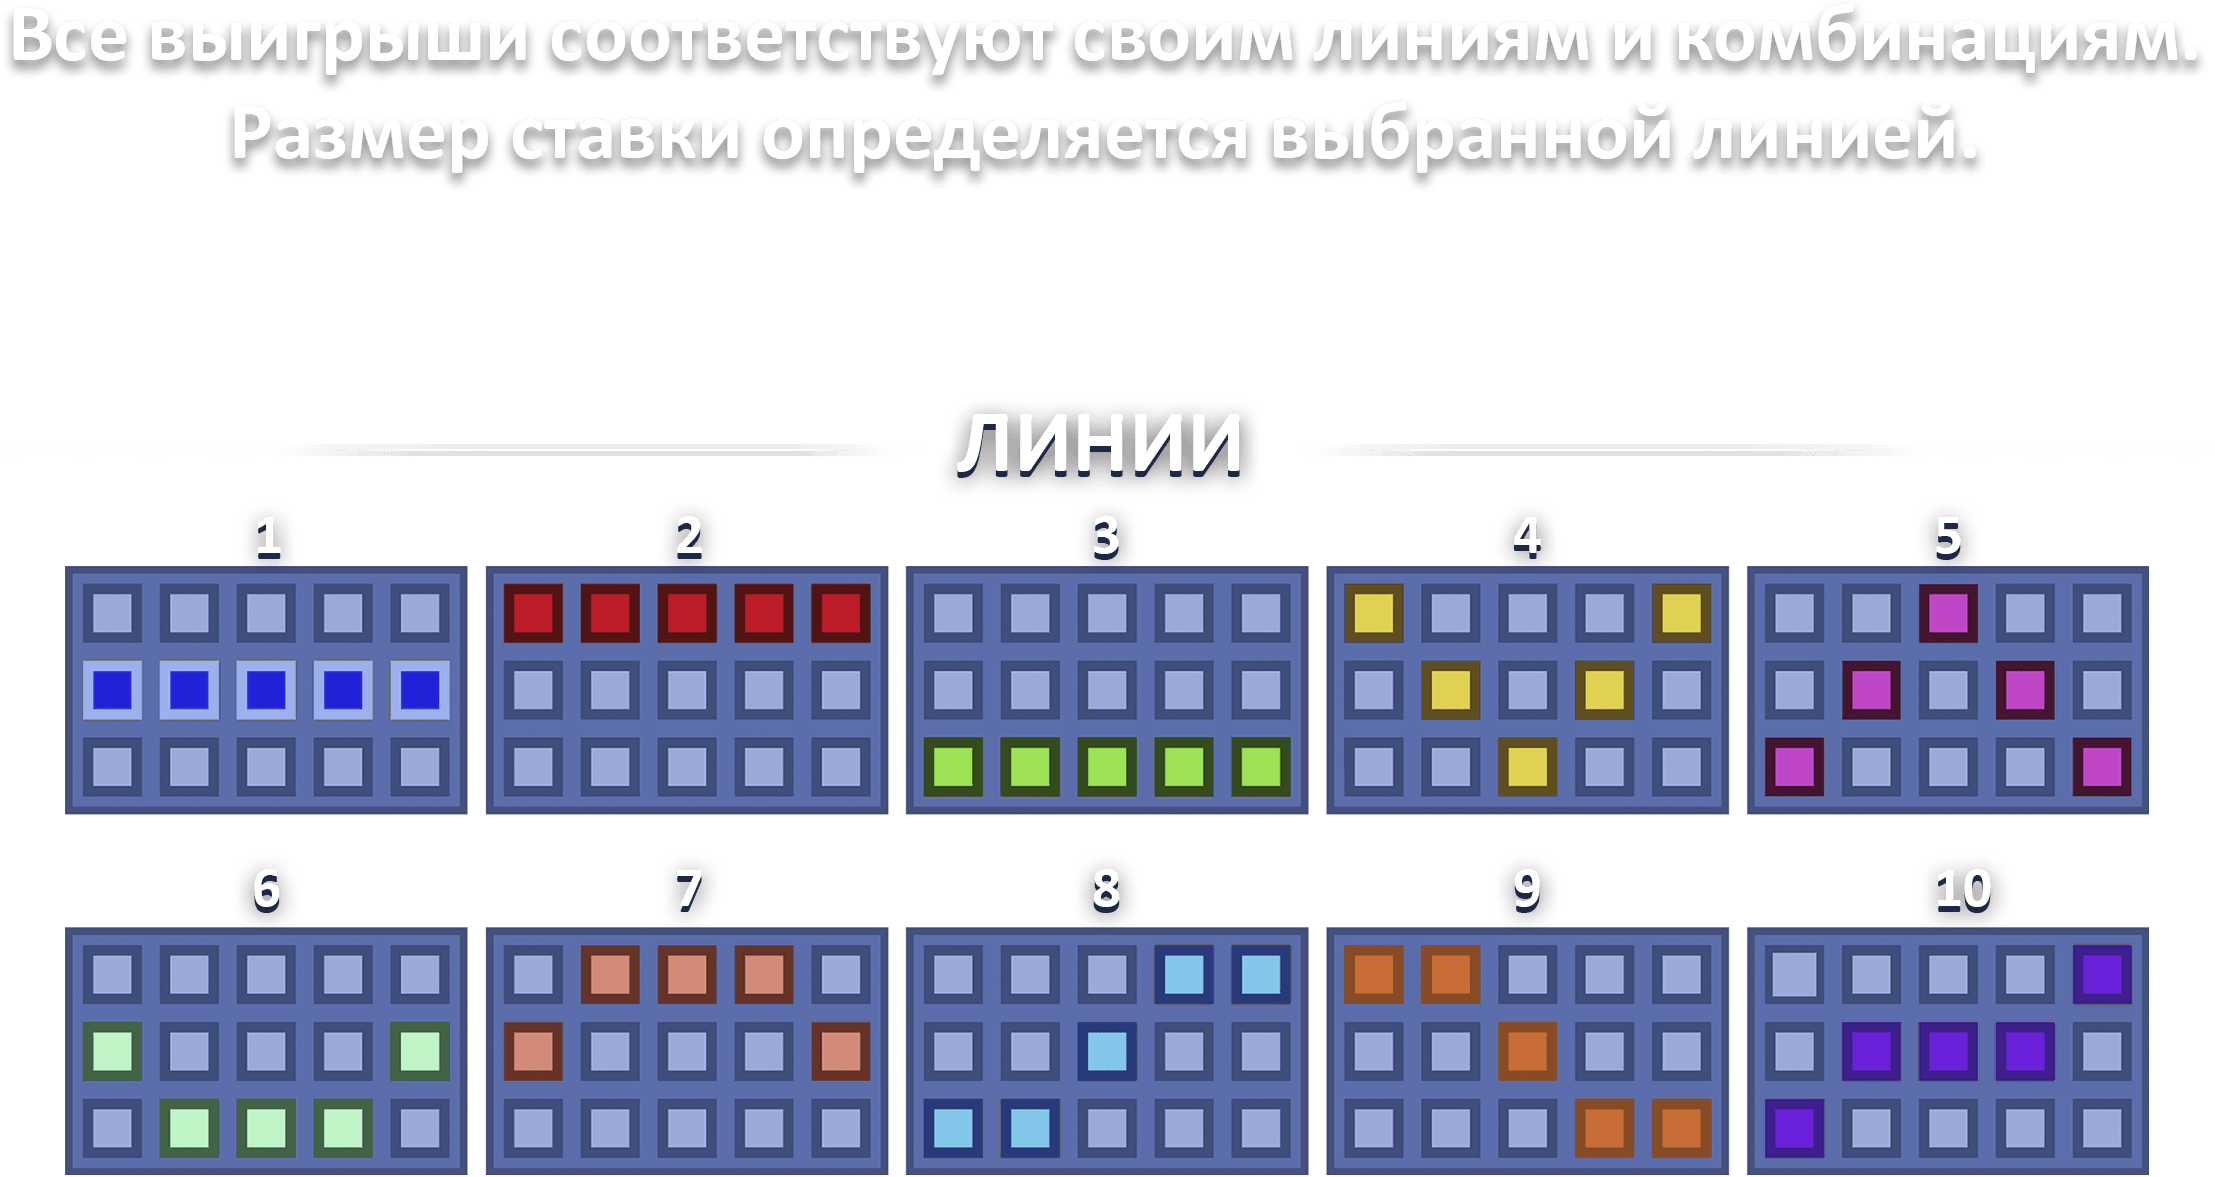 Все выигрыши соответствуют своим линиям и комбинациям.
Размер ставки определяется выбранной линией.
ЛИНИИ
1 2 3 4 5
6 7 8 9 10